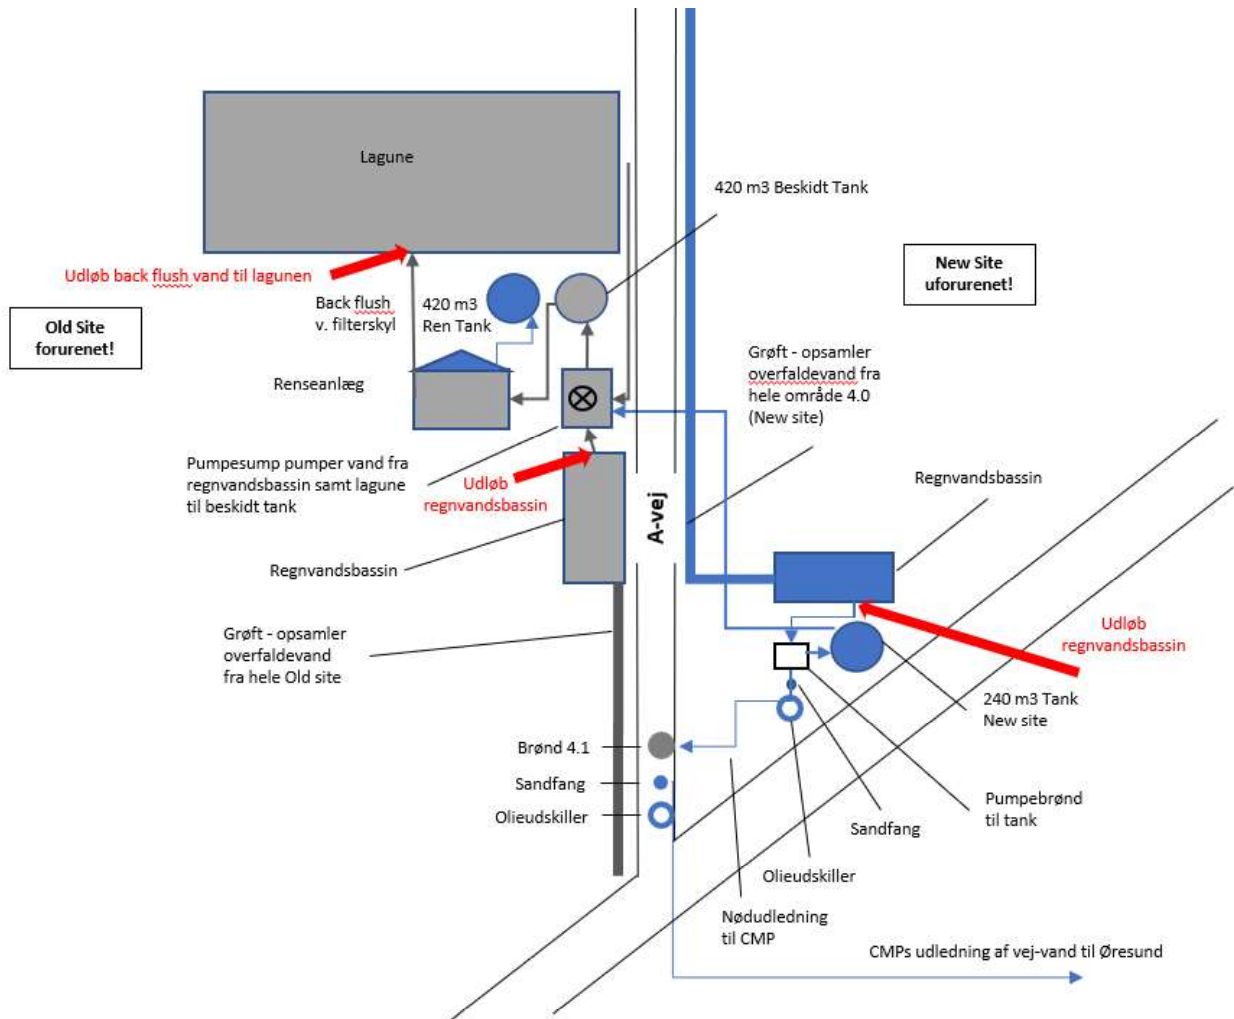 Lagune
420 m3 Beskidt Tank
Udløb back flush vand til lagunen
New Site
uforurenet!
Old Site
forurenet!
Back flush
v. filterskyl
420 m3
Ren Tank
Renseanlæg
Grøft - opsamler
overfaldevand fra
hele område 4.0
(New site)
Pumpesump pumper vand fra
regnvandsbassin samt lagune
til beskidt tank
Udløb
regnvandsbassin
A-vej
Regnvandsbassin
Regnvandsbassin
Grøft - opsamler
overfaldevand
fra hele Old site
Udløb
regnvandsbassin
240 m3 Tank
New site
Brønd 4.1
Sandfang
Olieudskiller
Pumpebrønd
til tank
Sandfang
Olieudskiller
Nødudledning
til CMP
CMPs udledning af vej-vand til Øresund